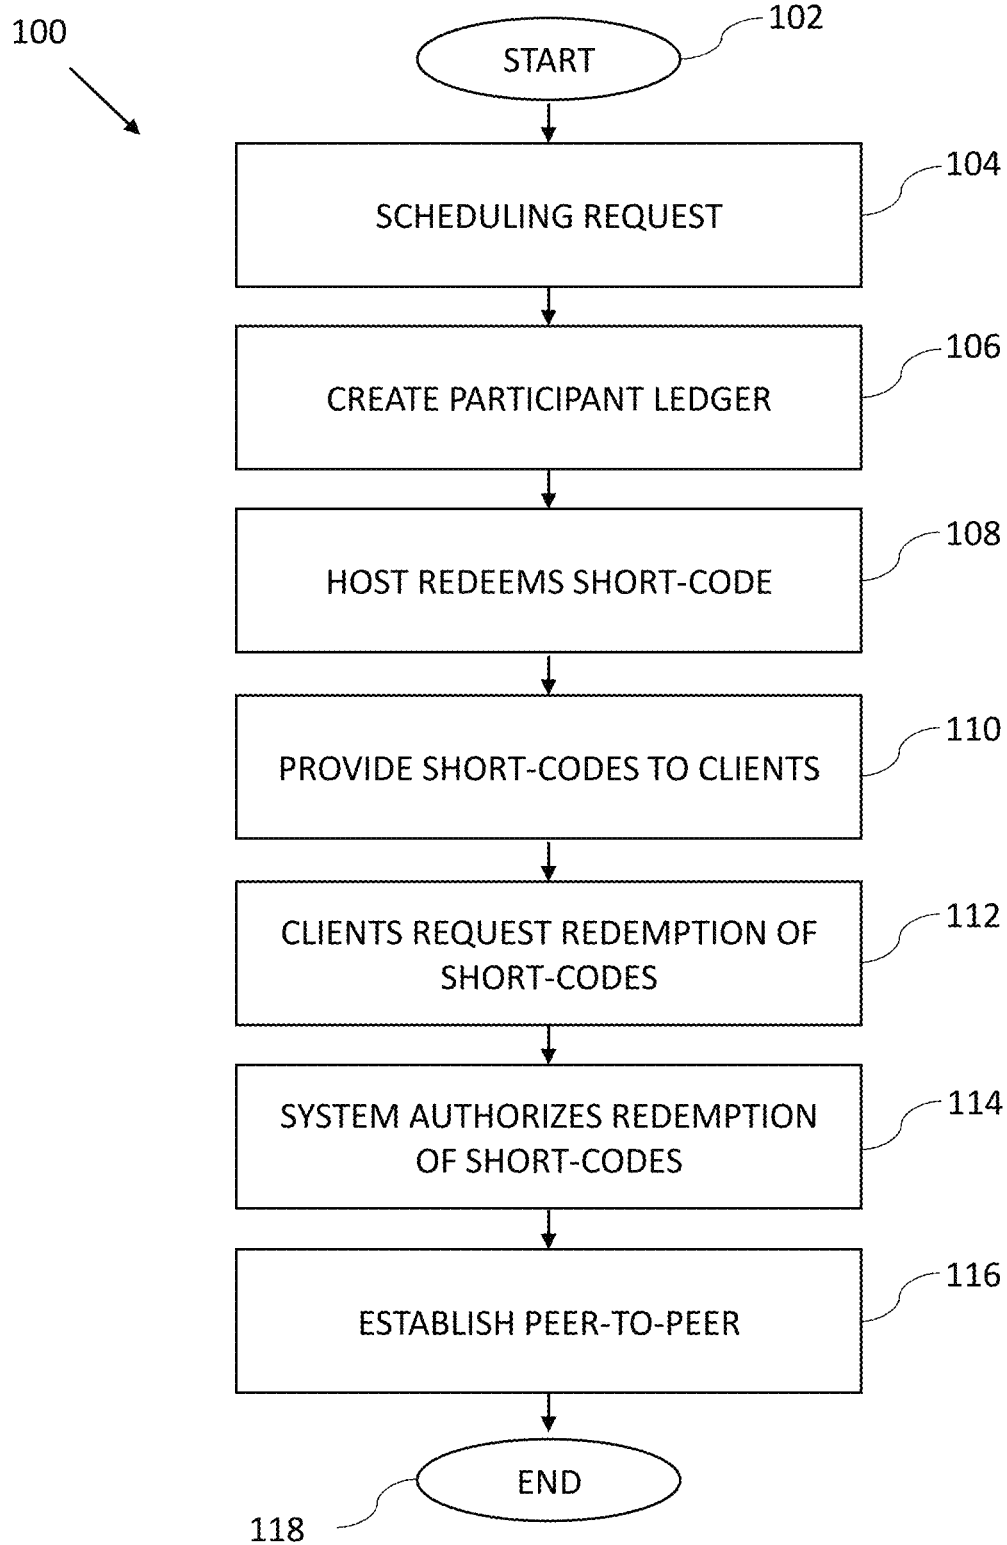 100
START
102
SCHEDULING REQUEST
104
CREATE PARTICIPANT LEDGER
106
HOST REDEEMS SHORT-CODE
108
PROVIDE SHORT-CODES TO CLIENTS
110
CLIENTS REQUEST REDEMPTION OF
SHORT-CODES
112
SYSTEM AUTHORIZES REDEMPTION
OF SHORT-CODES
114
ESTABLISH PEER-TO-PEER
116
END
118